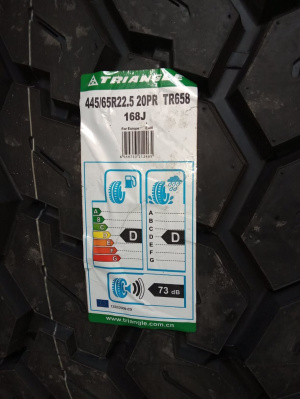 TRIANGLE
445/65R22.5 20PR TR658
168J
A
B
C
D
E
F
G
D
A
B
C
D
E
F
G
D
73 dB
www.triangle.com.cn